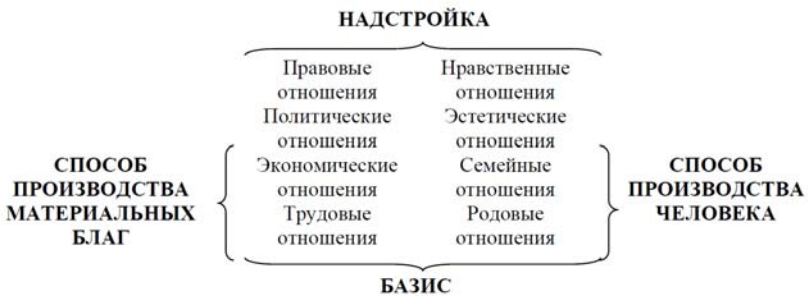 НАДСТРОЙКА
Правовые отношения
Нравственные отношения
Политические отношения
Эстетические отношения
СПОСОБ
ПРОИЗВОДСТВА
МАТЕРИАЛЬНЫХ
БЛАГ
Экономические отношения
Семейные отношения
Трудовые отношения
Родовые отношения
СПОСОБ
ПРОИЗВОДСТВА
ЧЕЛОВЕКА
БАЗИС